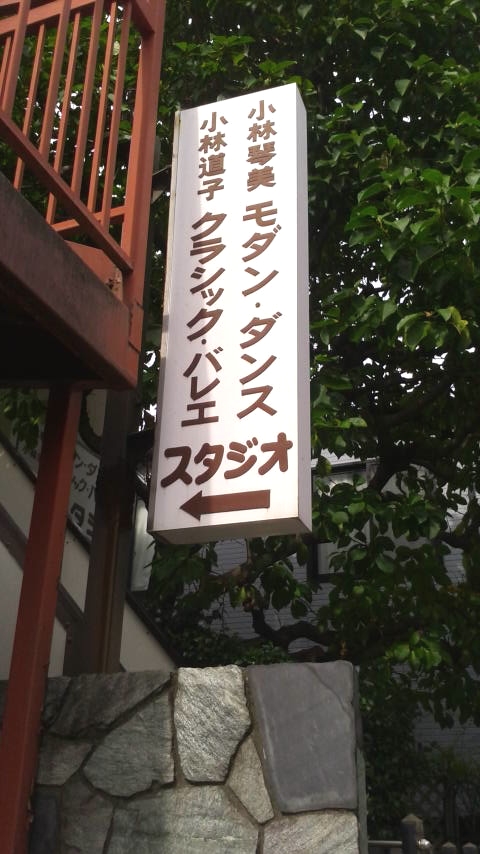 小林琴美 モダン・ダンス
小林道子 クラシック・バレエ
スタジオ